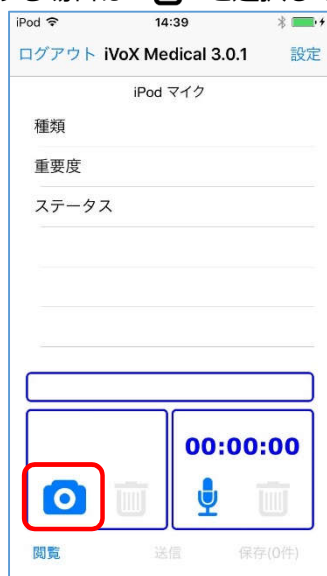 iPod 14:39
ログアウト iVoX Medical 3.0.1 設定
iPod マイク
種類
重要度
ステータス
00:00:00
閲覧 送信 保存(0件)